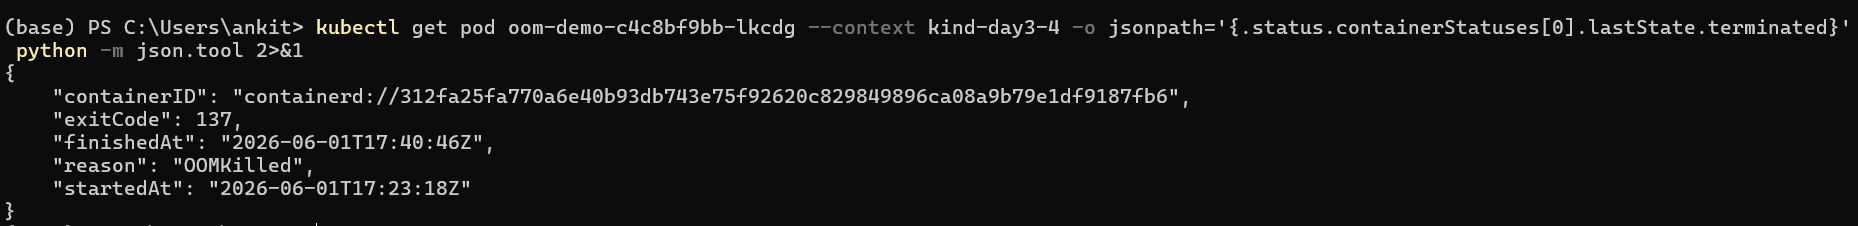 (base) PS C:\Users\ankit> kubectl get pod oom-demo-c4c8bf9bb-lkcdg --context kind-day3-4 -o jsonpath='{.status.containerStatuses[0].lastState.terminated}'
 python -m json.tool 2>&1
{
    "containerID": "containerd://312fa25fa770a6e40b93db743e75f92620c829849896ca08a9b79e1df9187fb6",
    "exitCode": 137,
    "finishedAt": "2026-06-01T17:40:46Z",
    "reason": "OOMKilled",
    "startedAt": "2026-06-01T17:23:18Z"
}